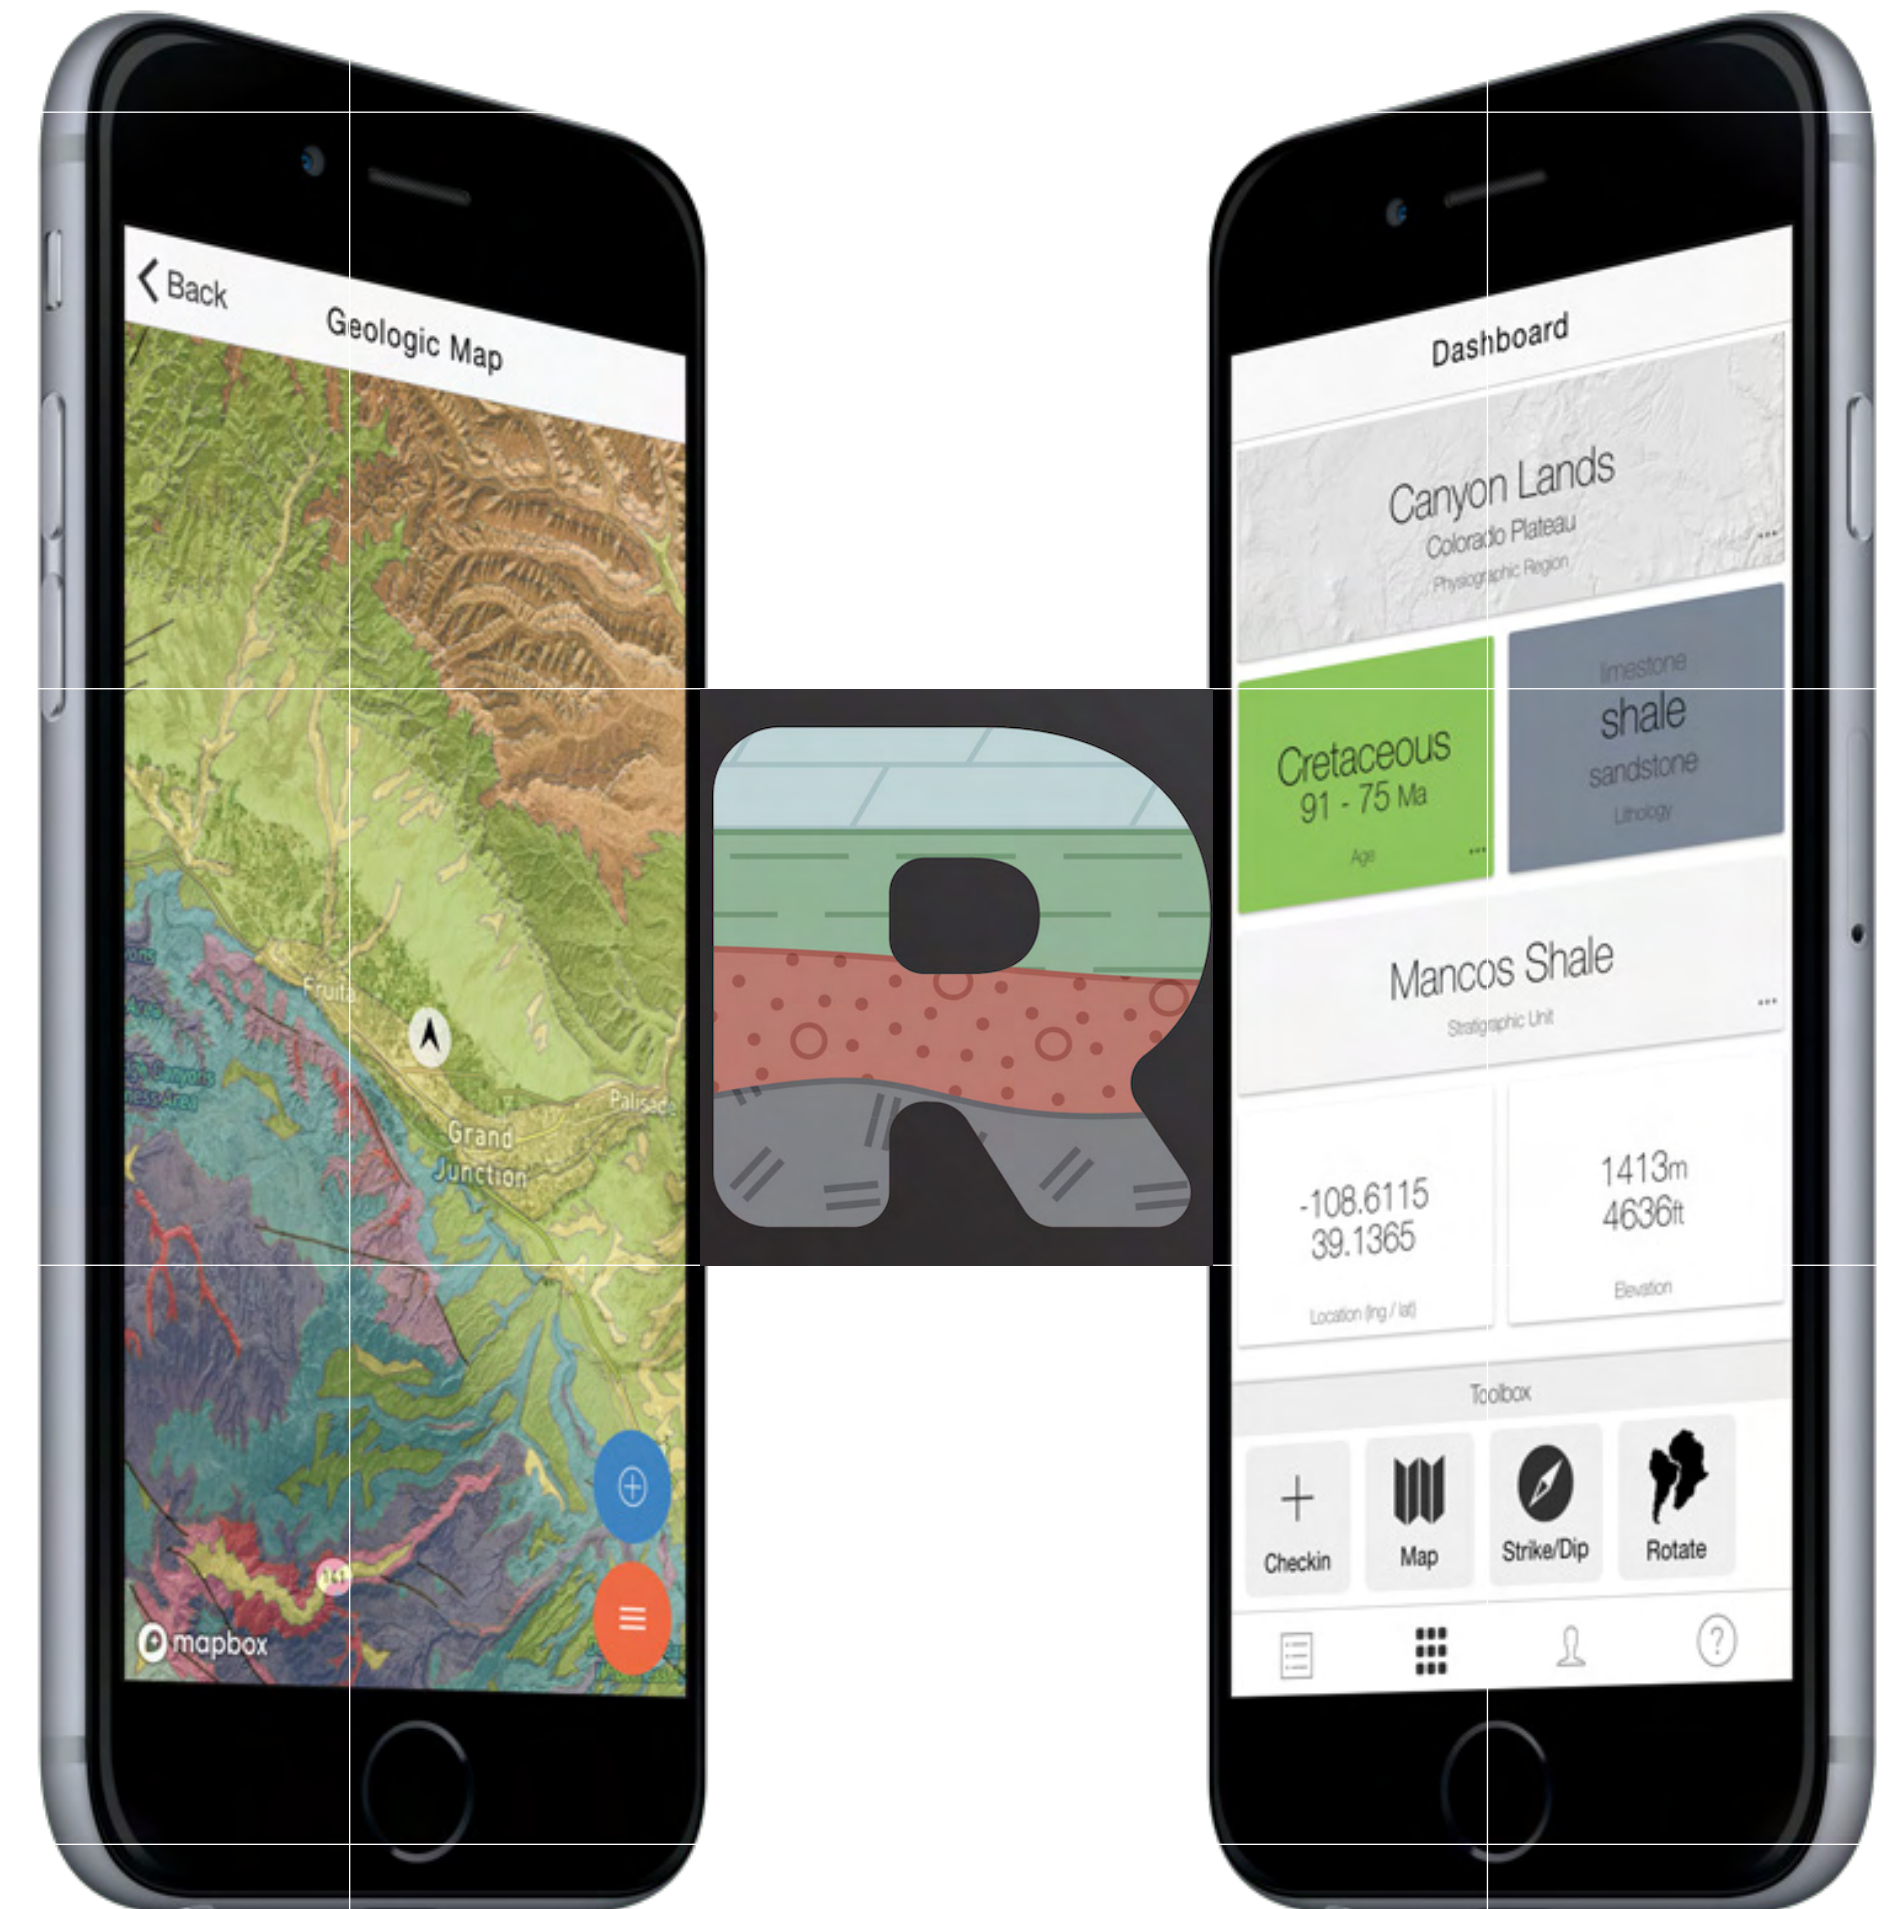 Back
Geologic Map
Fruita
Palisade
Grand
Junction
141
mapbox
R
Dashboard
Canyon Lands
Colorado Plateau
Physiographic Region
Cretaceous
91 - 75 Ma
Age
limestone
shale
sandstone
Lithology
Mancos Shale
Stratigraphic Unit
-108.6115
39.1365
Location (lng / lat)
1413m
4636ft
Elevation
Toolbox
Checkin
Map
Strike/Dip
Rotate
?